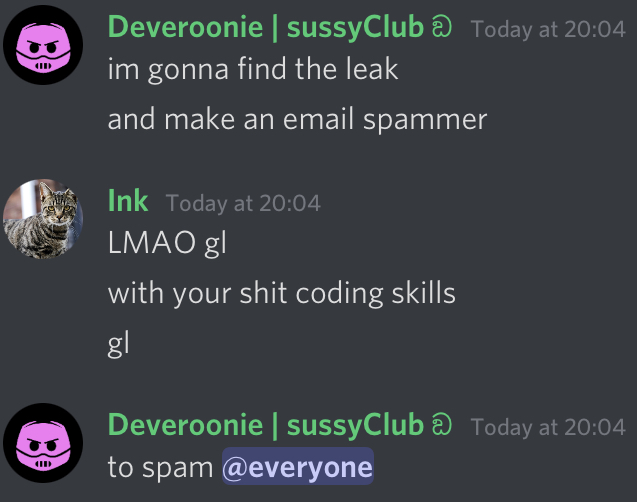 Deveroonie | sussyClub ඞ Today at 20:04
im gonna find the leak
and make an email spammer
Ink Today at 20:04
LMAO gl
with your shit coding skills
gl
Deveroonie | sussyClub ඞ Today at 20:04
to spam @everyone